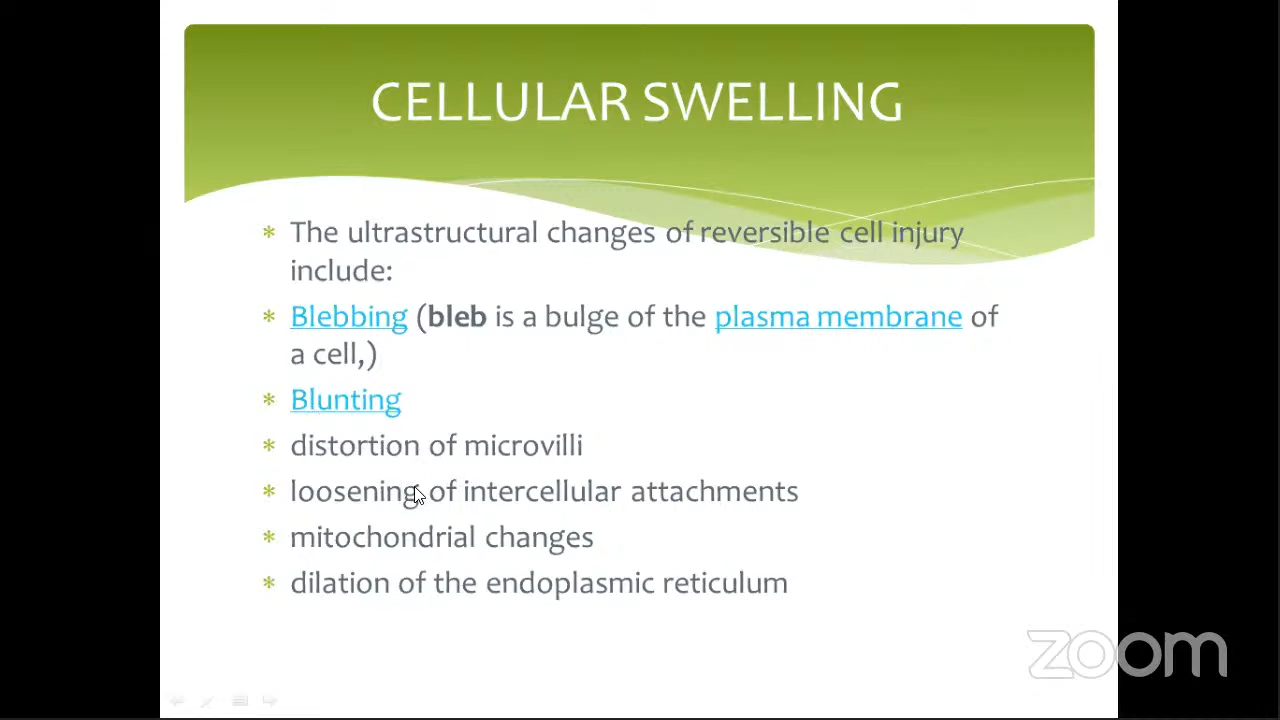 CELLULAR SWELLING
* The ultrastructural changes of reversible cell injury
include:
* Blebbing (bleb is a bulge of the plasma membrane of
a cell,)
* Blunting
* distortion of microvilli
* loosening of intercellular attachments
* mitochondrial changes
* dilation of the endoplasmic reticulum
zoom